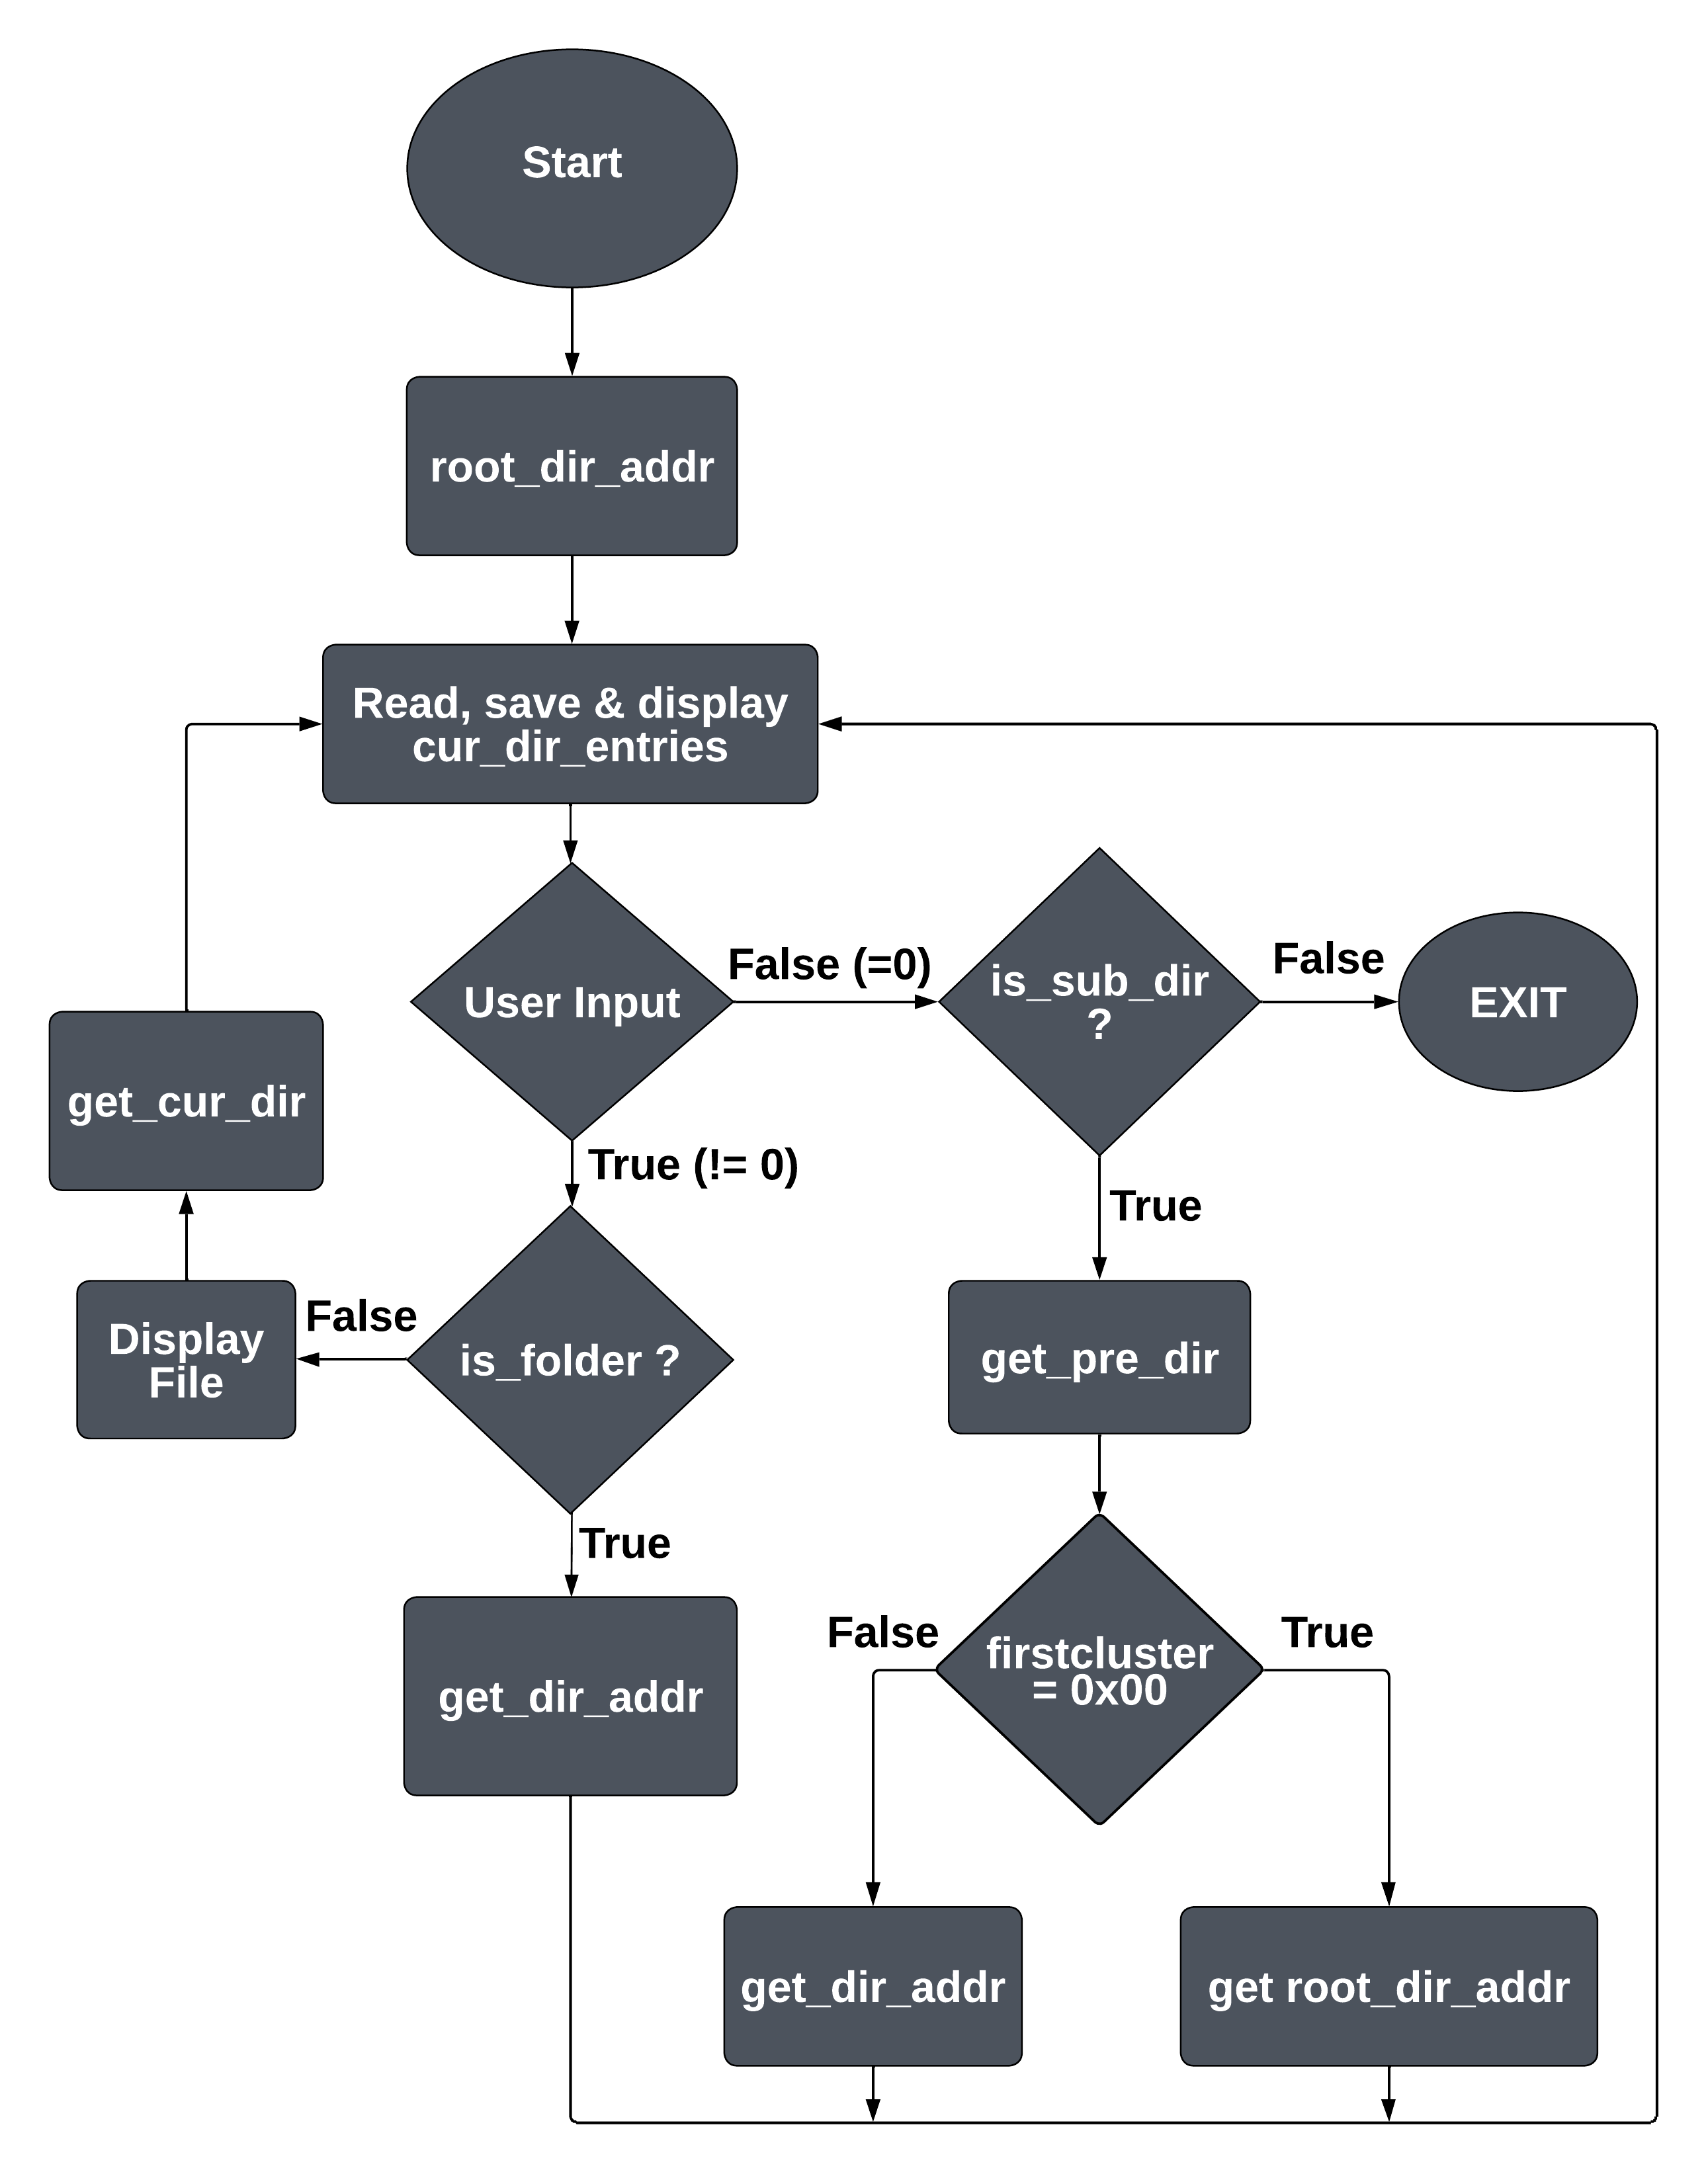 Start
root_dir_addr
Read, save & display
cur_dir_entries
User Input
False (=0)
is_sub_dir
?
False
EXIT
get_cur_dir
True (!= 0)
True
Display
File
False
is_folder ?
get_pre_dir
True
get_dir_addr
False
firstcluster
= 0x00
True
get_dir_addr
get root_dir_addr